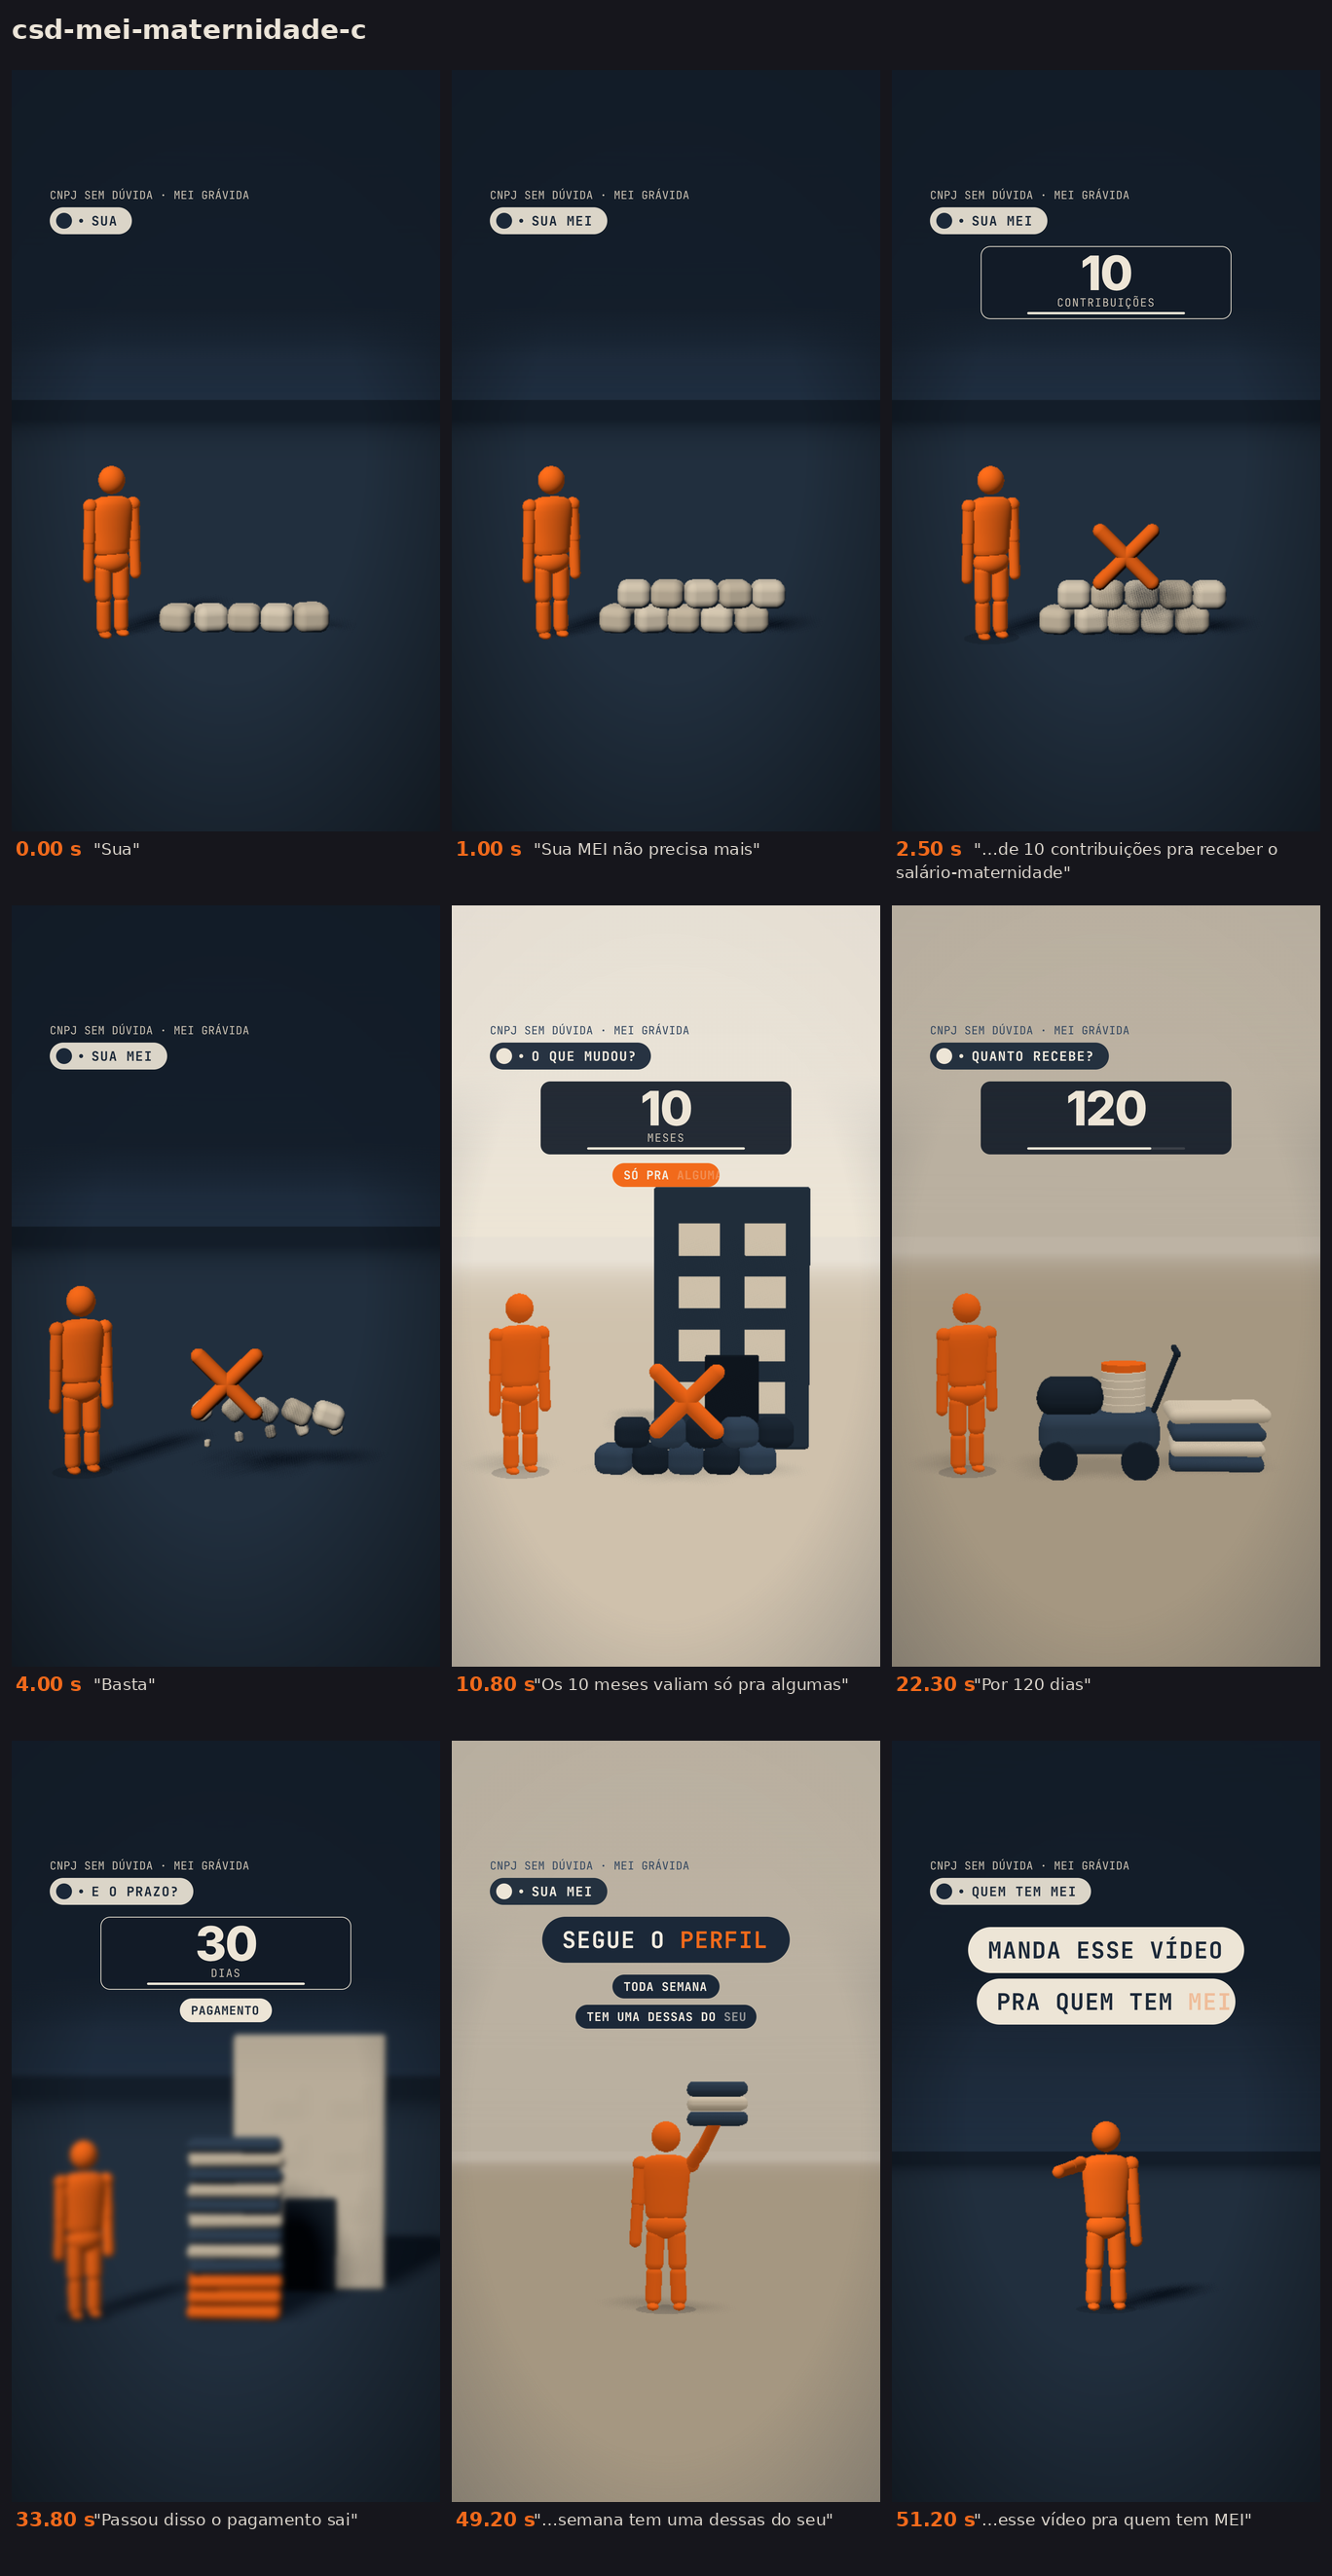 csd-mei-maternidade-c
CNPJ SEM DÚVIDA · MEI GRÁVIDA
• SUA
0.00 s "Sua"
CNPJ SEM DÚVIDA · MEI GRÁVIDA
• SUA MEI
1.00 s "Sua MEI não precisa mais"
CNPJ SEM DÚVIDA · MEI GRÁVIDA
• SUA MEI
10
CONTRIBUIÇÕES
2.50 s "...de 10 contribuições pra receber o
salário-maternidade"
CNPJ SEM DÚVIDA · MEI GRÁVIDA
• SUA MEI
4.00 s "Basta"
CNPJ SEM DÚVIDA · MEI GRÁVIDA
• O QUE MUDOU?
10
MESES
SÓ PRA ALGUM
10.80 s "Os 10 meses valiam só pra algumas"
CNPJ SEM DÚVIDA · MEI GRÁVIDA
• QUANTO RECEBE?
120
22.30 s "Por 120 dias"
CNPJ SEM DÚVIDA · MEI GRÁVIDA
• E O PRAZO?
30
DIAS
PAGAMENTO
33.80 s "Passou disso o pagamento sai"
CNPJ SEM DÚVIDA · MEI GRÁVIDA
• SUA MEI
SEGUE O PERFIL
TODA SEMANA
TEM UMA DESSAS DO SEU
49.20 s "...semana tem uma dessas do seu"
CNPJ SEM DÚVIDA · MEI GRÁVIDA
• QUEM TEM MEI
MANDA ESSE VÍDEO
PRA QUEM TEM MEI
51.20 s "...esse vídeo pra quem tem MEI"